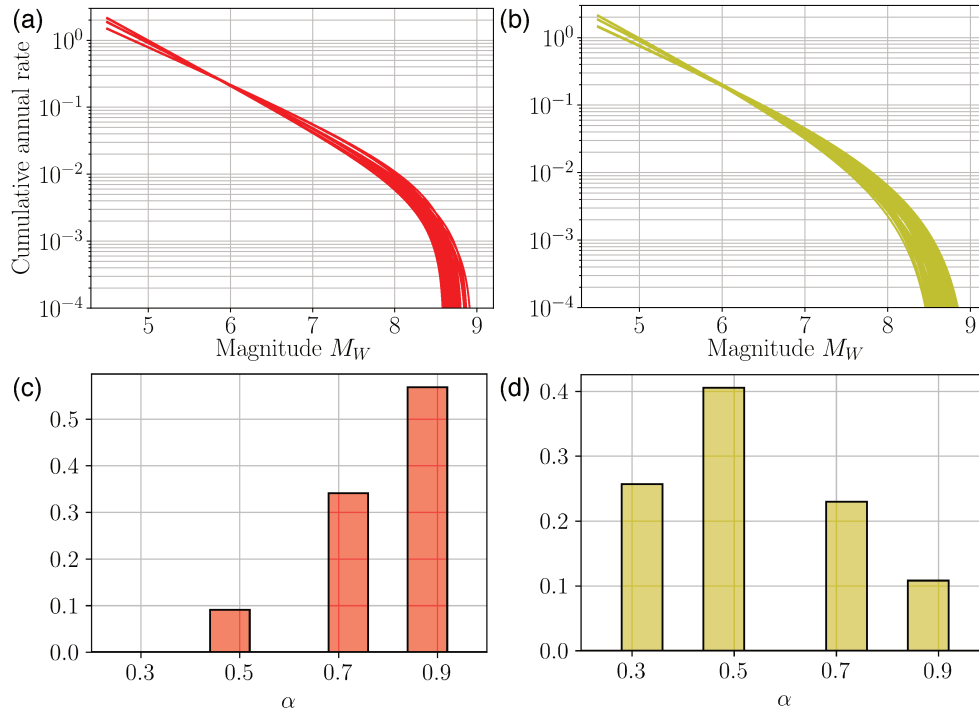 (a)
(b)
10^0
10^-1
10^-2
10^-3
10^-4
Cumulative annual rate
5 6 7 8 9
Magnitude M_W
10^0
10^-1
10^-2
10^-3
10^-4
5 6 7 8 9
Magnitude M_W
(c)
0.5
0.4
0.3
0.2
0.1
0.0
0.3 0.5 0.7 0.9
α
(d)
0.4
0.3
0.2
0.1
0.0
0.3 0.5 0.7 0.9
α